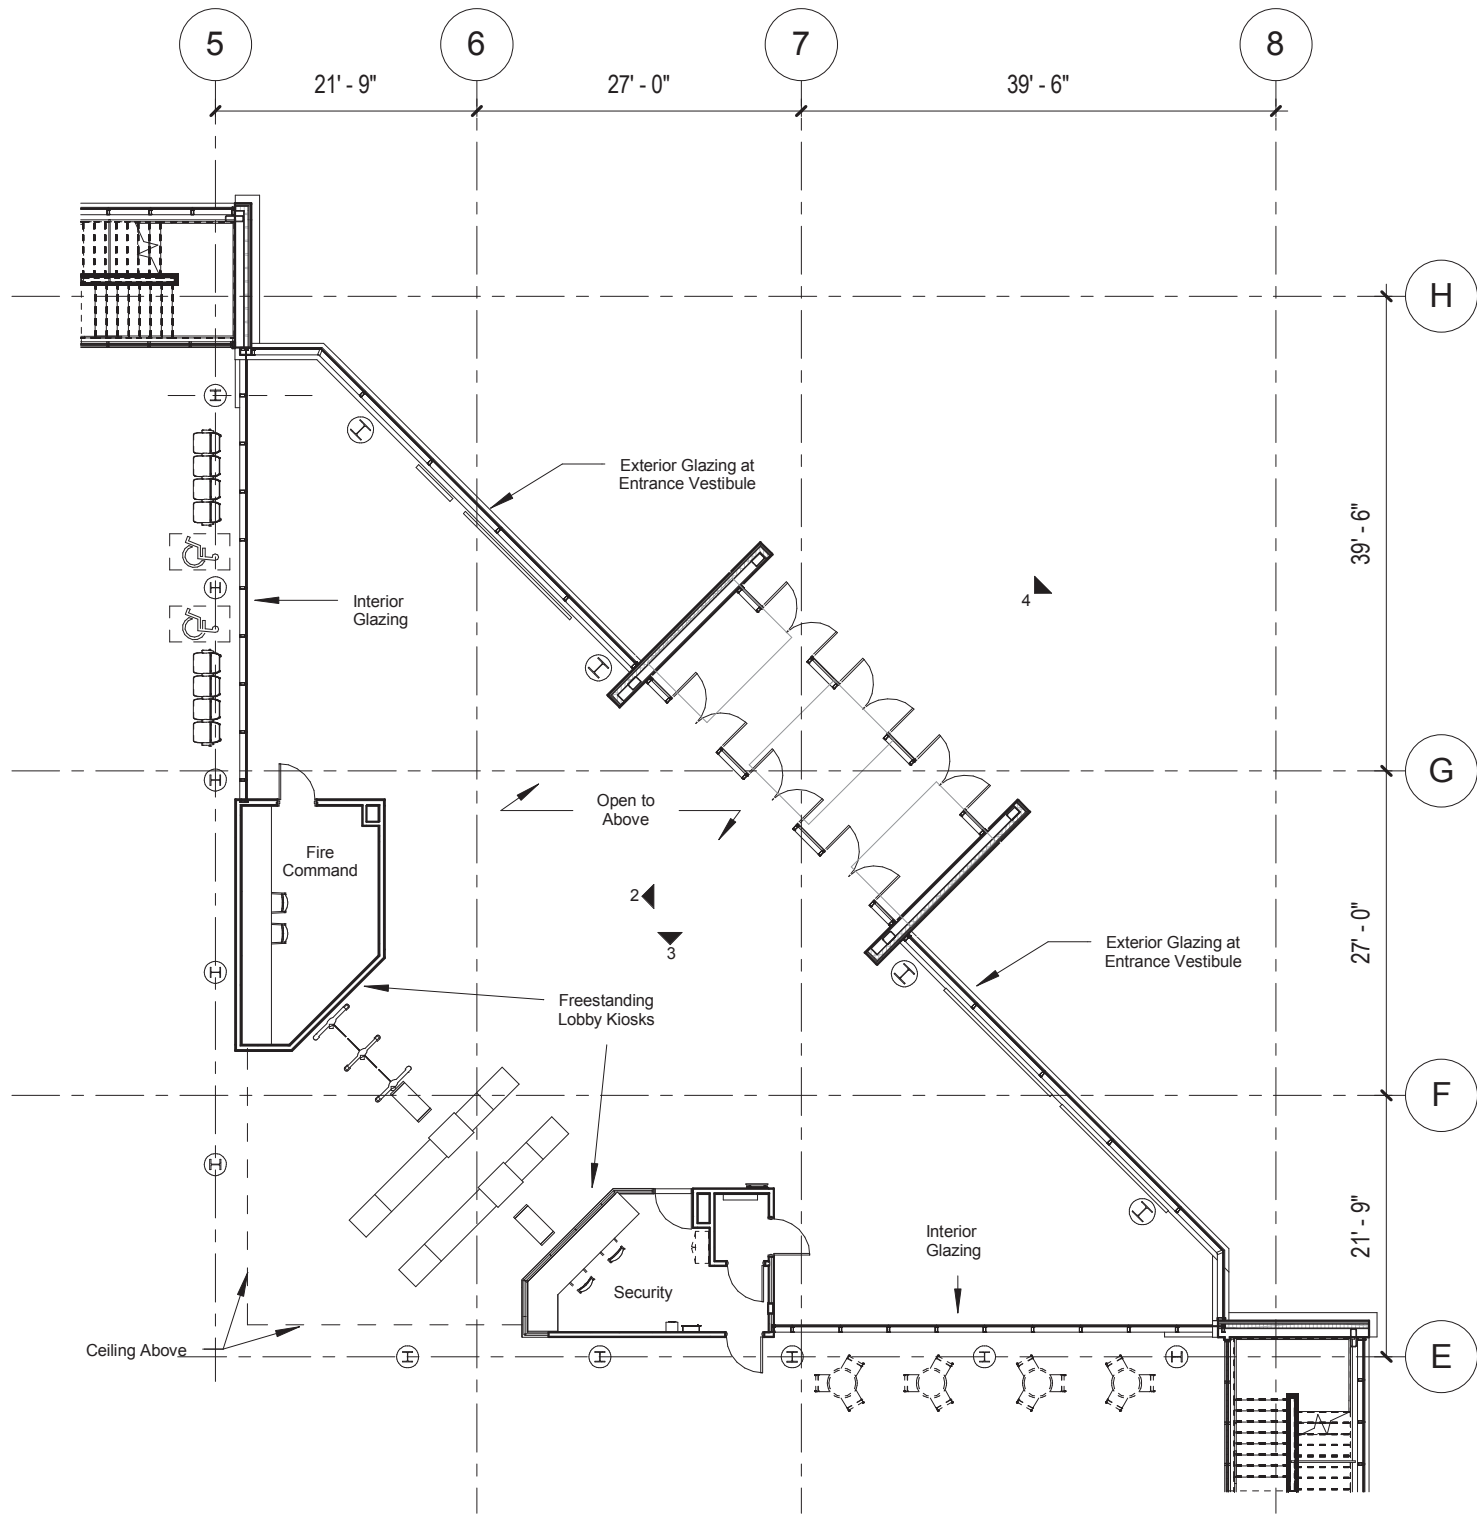 5
6
7
8
21' - 9"
27' - 0"
39' - 6"
H
Exterior Glazing at
Entrance Vestibule
39' - 6"
Interior
Glazing
4
G
Open to
Above
Fire
Command
2
3
Exterior Glazing at
Entrance Vestibule
27' - 0"
Freestanding
Lobby Kiosks
F
Interior
Glazing
21' - 9"
Security
Ceiling Above
E